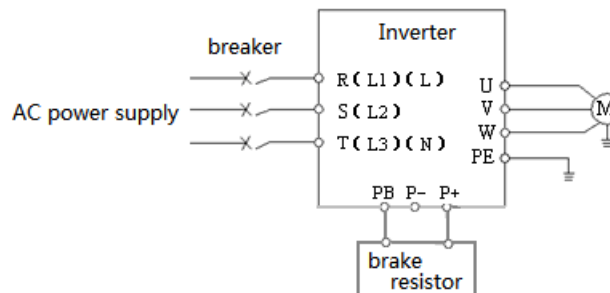 Inverter
breaker
R(L1)(L)
U
AC power supply
S(L2)
V
M
W
T(L3)(N)
PE
PB P- P+
brake
resistor